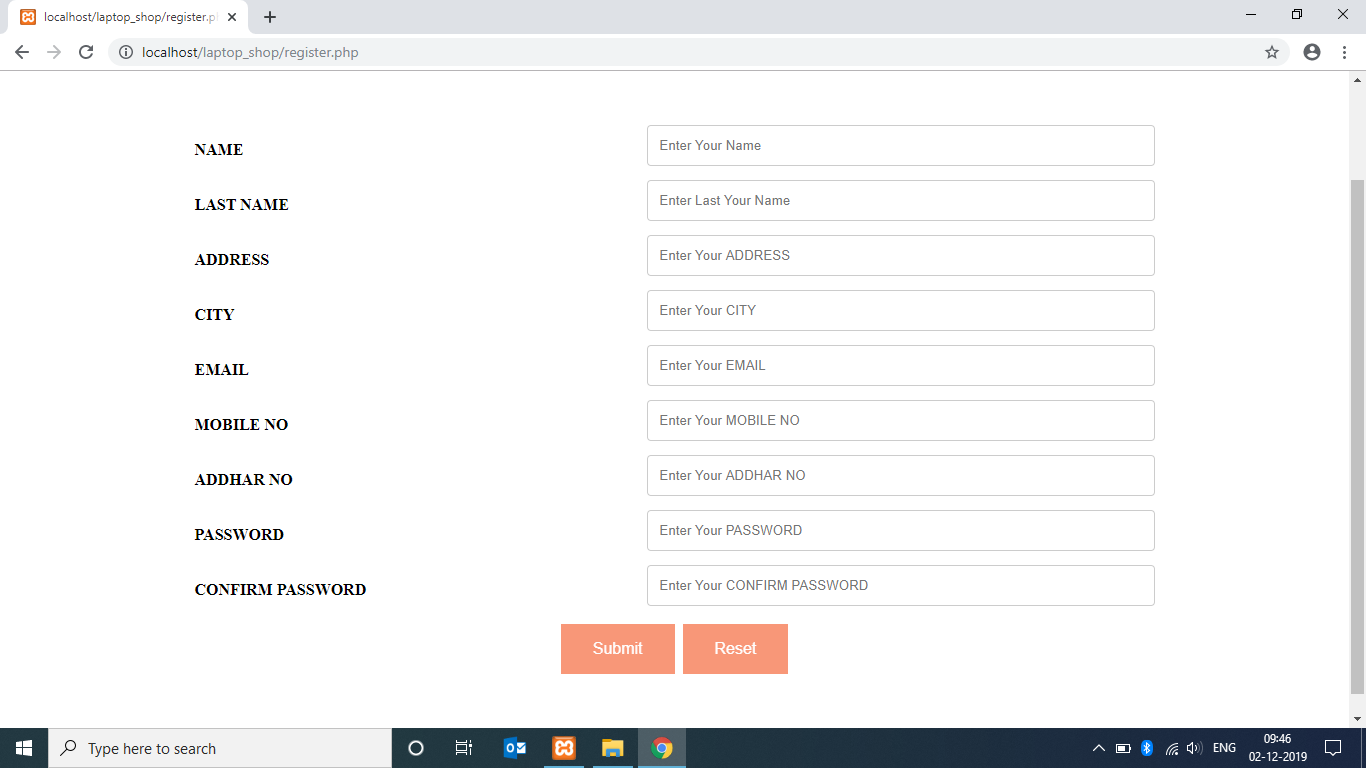 localhost/laptop_shop/register.p
localhost/laptop_shop/register.php
NAME Enter Your Name
LAST NAME Enter Last Your Name
ADDRESS Enter Your ADDRESS
CITY Enter Your CITY
EMAIL Enter Your EMAIL
MOBILE NO Enter Your MOBILE NO
ADDHAR NO Enter Your ADDHAR NO
PASSWORD Enter Your PASSWORD
CONFIRM PASSWORD Enter Your CONFIRM PASSWORD
Submit Reset
Type here to search
ENG
09:46
02-12-2019